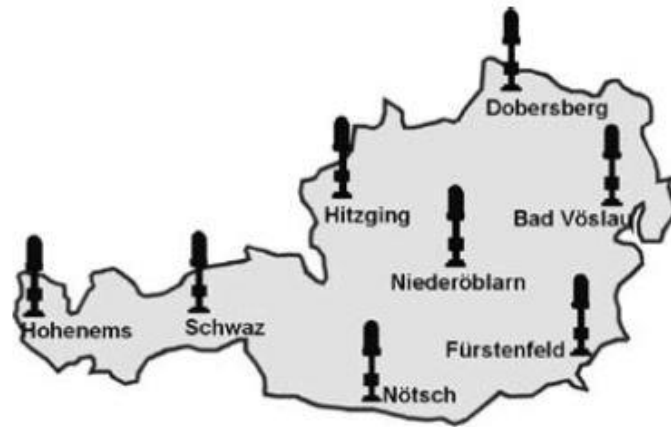 Dobersberg
Hitzging
Bad Vöslau
Niederöblarn
Hohenems
Schwaz
Fürstenfeld
Nötsch